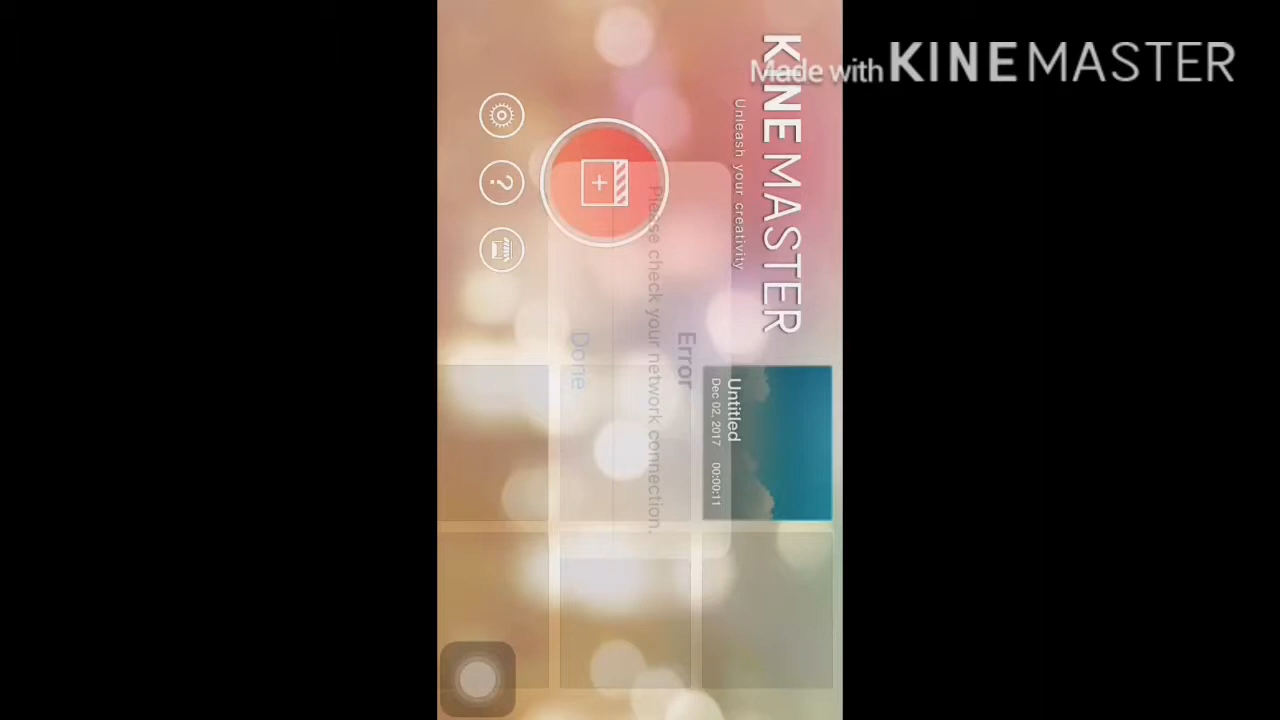 Made with KINEMASTER
KINEMASTER
Unleash your creativity
Error
Please check your network connection.
Done
Untitled
Dec 02, 2017 00:00:11